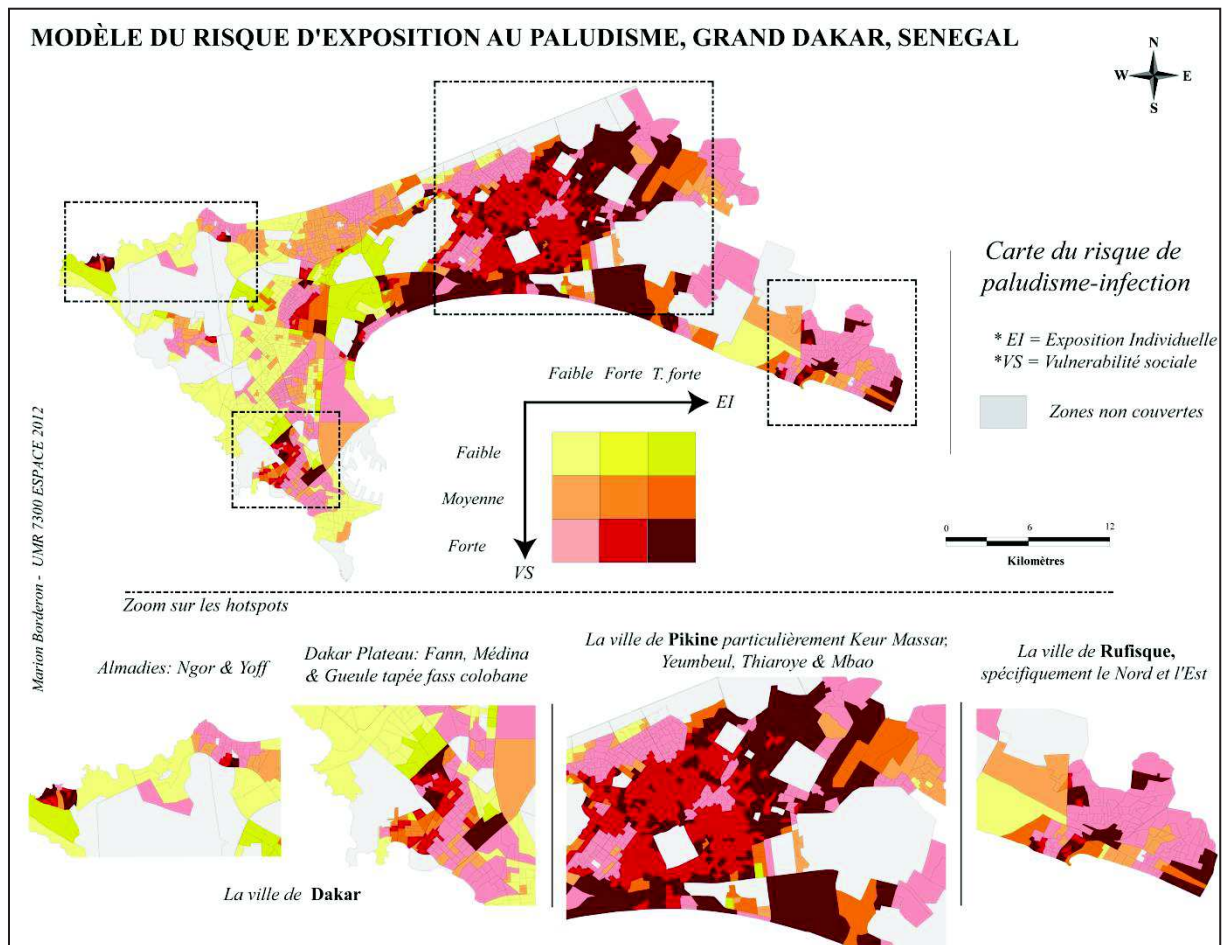 MODÈLE DU RISQUE D'EXPOSITION AU PALUDISME, GRAND DAKAR, SENEGAL
N
W E
S
Carte du risque de
paludisme-infection
* EI = Exposition Individuelle
*VS = Vulnerabilité sociale
Zones non couvertes
Faible Forte T. forte
EI
Faible
Moyenne
Forte
VS
0 6 12
Kilomètres
Marion Borderon - UMR 7300 ESPACE 2012
Zoom sur les hotspots
Almadies: Ngor & Yoff
Dakar Plateau: Fann, Médina
& Gueule tapée fass colobane
La ville de Pikine particulièrement Keur Massar,
Yeumbeul, Thiaroye & Mbao
La ville de Rufisque,
spécifiquement le Nord et l'Est
La ville de Dakar